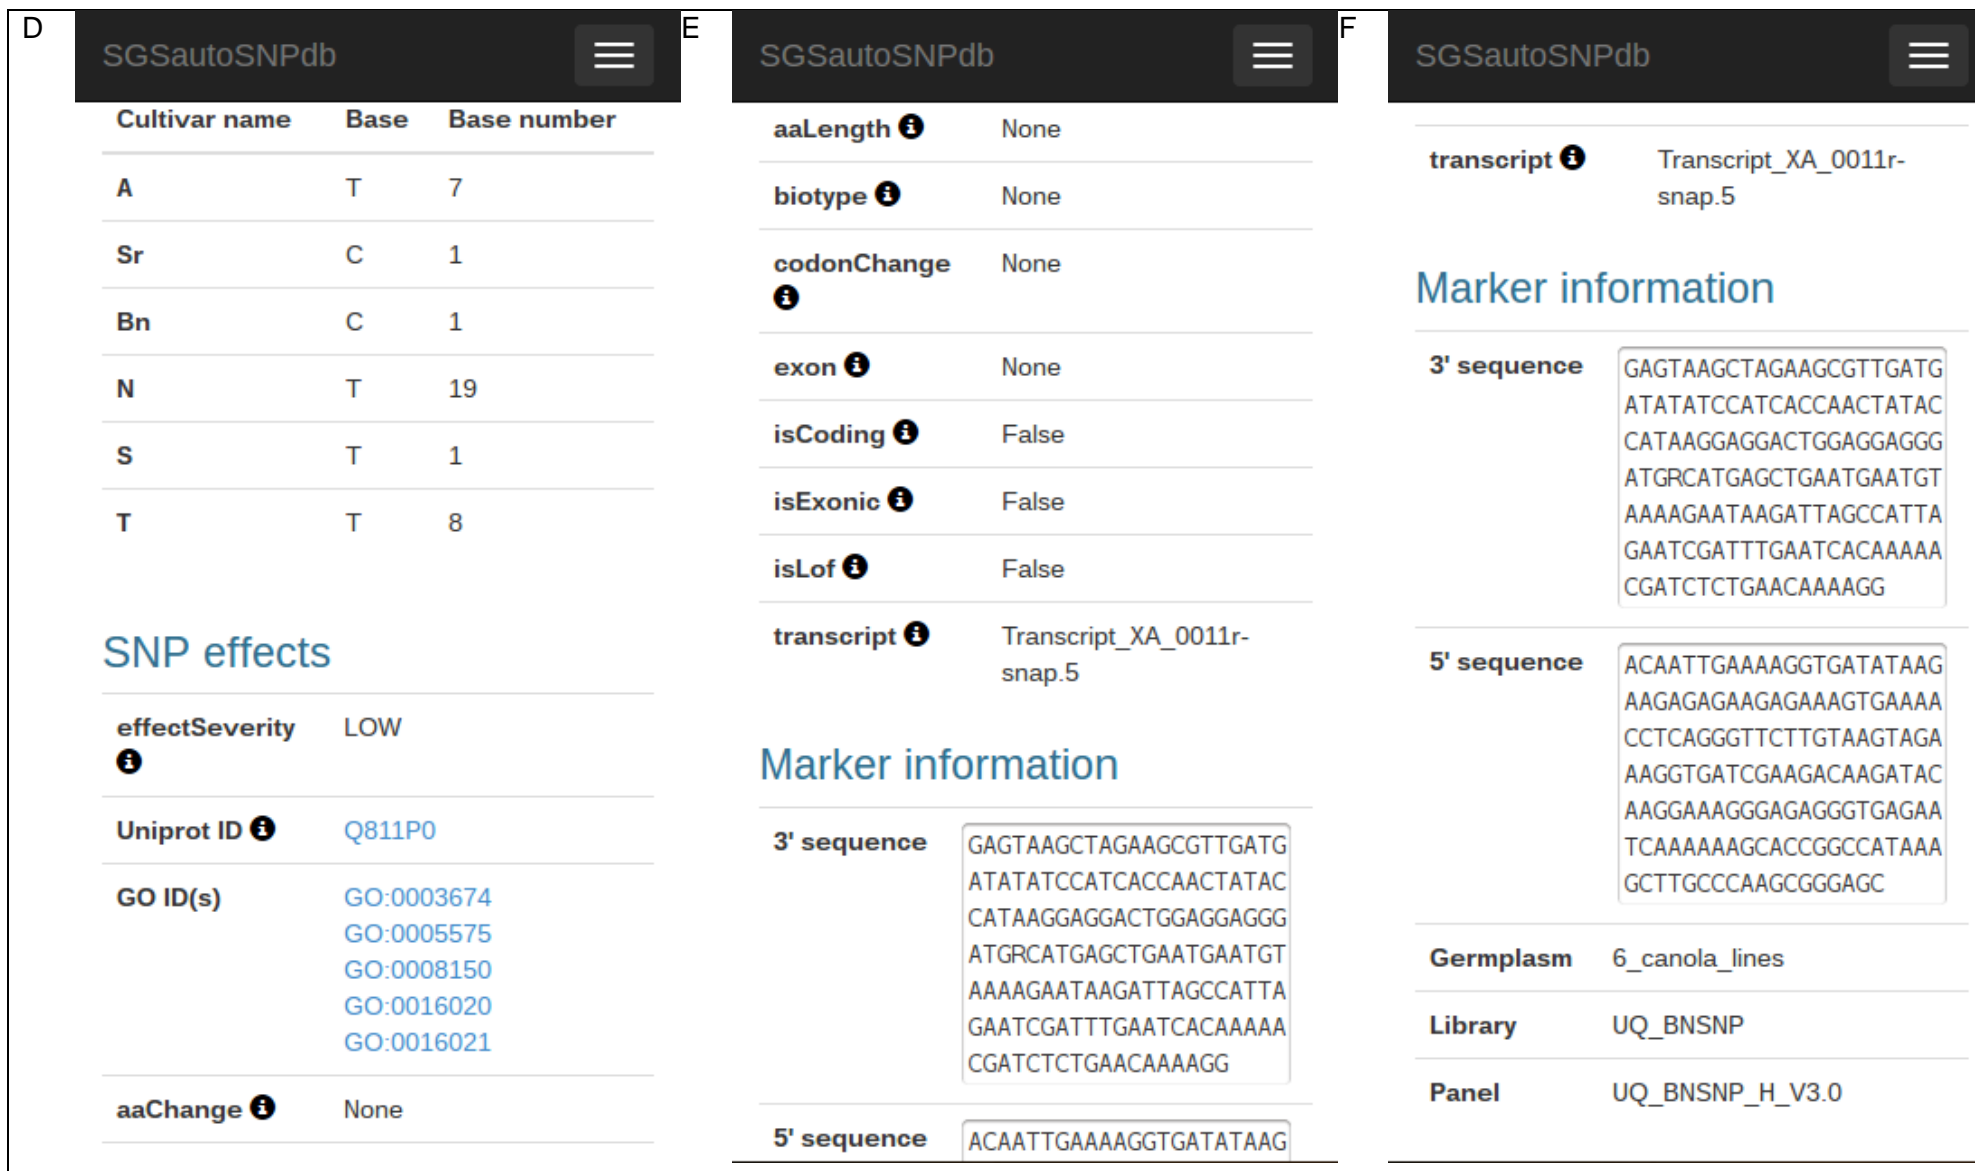 D
SGSautoSNPdb
Cultivar name Base Base number
A T 7
Sr C 1
Bn C 1
N T 19
S T 1
T T 8
SNP effects
effectSeverity LOW
Uniprot ID Q811P0
GO ID(s) GO:0003674
GO:0005575
GO:0008150
GO:0016020
GO:0016021
aaChange None
E
SGSautoSNPdb
aaLength None
biotype None
codonChange None
exon None
isCoding False
isExonic False
isLof False
transcript Transcript_XA_0011r-
snap.5
Marker information
3' sequence GAGTAAGCTAGAAGCGTTGATG
ATATATCCATCACCAACTATAC
CATAAGGAGGACTGGAGGAGGG
ATGRCATGAGCTGAATGAATGT
AAAAGAATAAGATTAGCCATTA
GAATCGATTTGAATCACAAAAA
CGATCTCTGAACAAAAGG
5' sequence ACAATTGAAAAGGTGATATAAG
F
SGSautoSNPdb
transcript Transcript_XA_0011r-
snap.5
Marker information
3' sequence GAGTAAGCTAGAAGCGTTGATG
ATATATCCATCACCAACTATAC
CATAAGGAGGACTGGAGGAGGG
ATGRCATGAGCTGAATGAATGT
AAAAGAATAAGATTAGCCATTA
GAATCGATTTGAATCACAAAAA
CGATCTCTGAACAAAAGG
5' sequence ACAATTGAAAAGGTGATATAAG
AAGAGAGAAGAGAAAGTGAAAA
CCTCAGGGTTCTTGTAAGTAGA
AAGGTGATCGAAGACAAGATAC
AAGGAAAGGGAGAGGGTGAGAA
TCAAAAAAGCACCGGCCATAAA
GCTTGCCCAAGCGGGAGC
Germplasm 6_canola_lines
Library UQ_BNSNP
Panel UQ_BNSNP_H_V3.0